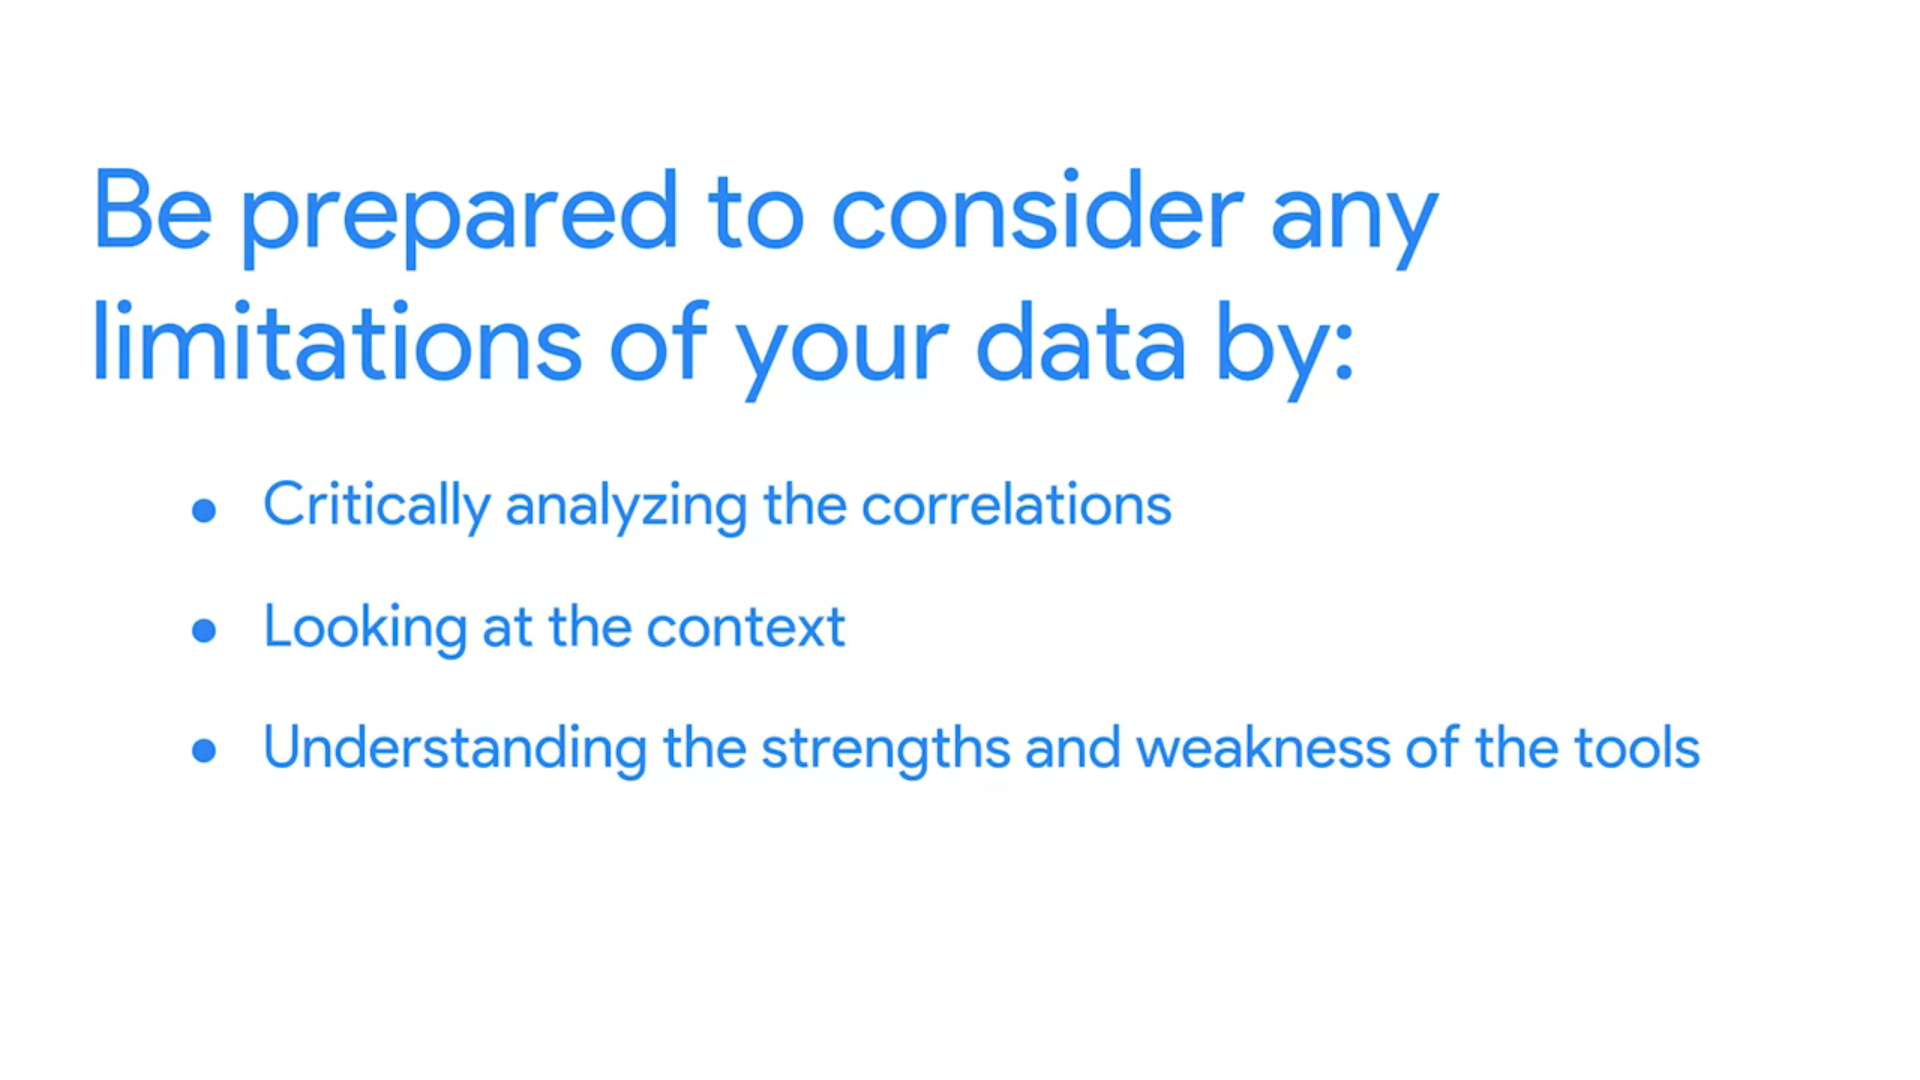 Be prepared to consider any
limitations of your data by:
● Critically analyzing the correlations
● Looking at the context
● Understanding the strengths and weakness of the tools